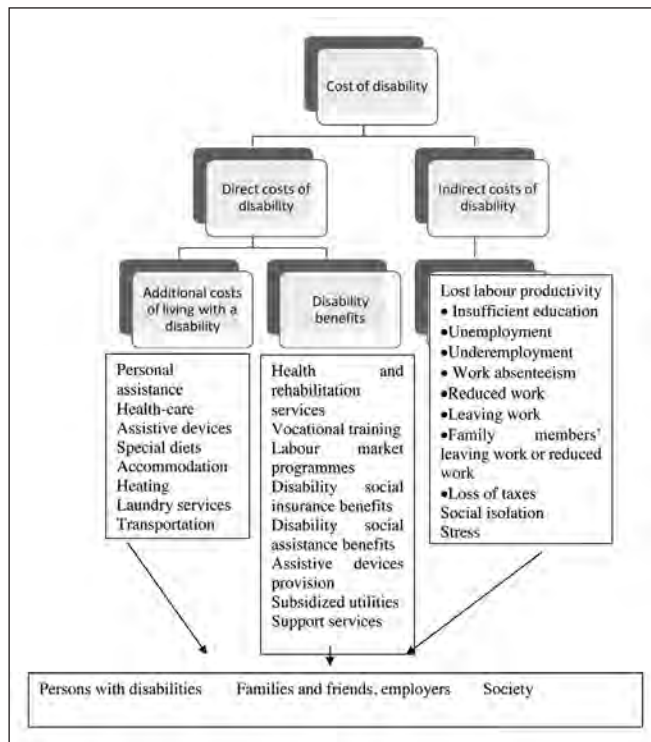 Cost of disability
Direct costs of
disability
Indirect costs of
disability
Additional costs
of living with a
disability
Disability
benefits
Personal
assistance
Health-care
Assistive devices
Special diets
Accommodation
Heating
Laundry services
Transportation
Health and
rehabilitation
services
Vocational training
Labour market
programmes
Disability social
insurance benefits
Disability social
assistance benefits
Assistive devices
provision
Subsidized utilities
Support services
Lost labour productivity
• Insufficient education
•Unemployment
•Underemployment
• Work absenteeism
•Reduced work
•Leaving work
•Family members'
leaving work or reduced
work
•Loss of taxes
Social isolation
Stress
Persons with disabilities Families and friends, employers Society